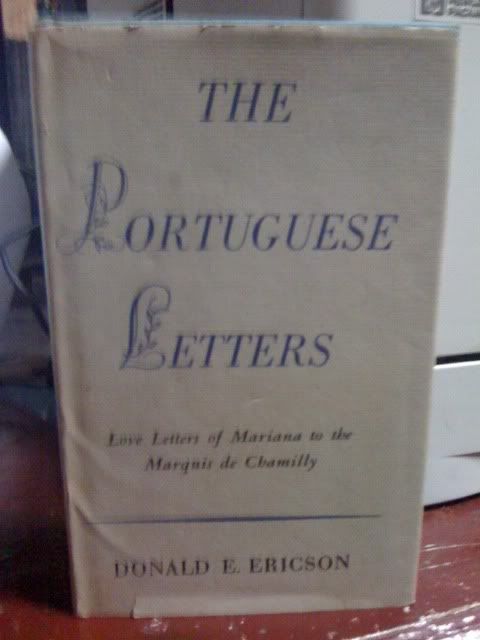 THE
PORTUGUESE
LETTERS
Love Letters of Mariana to the
Marquis de Chamilly
DONALD E. ERICSON